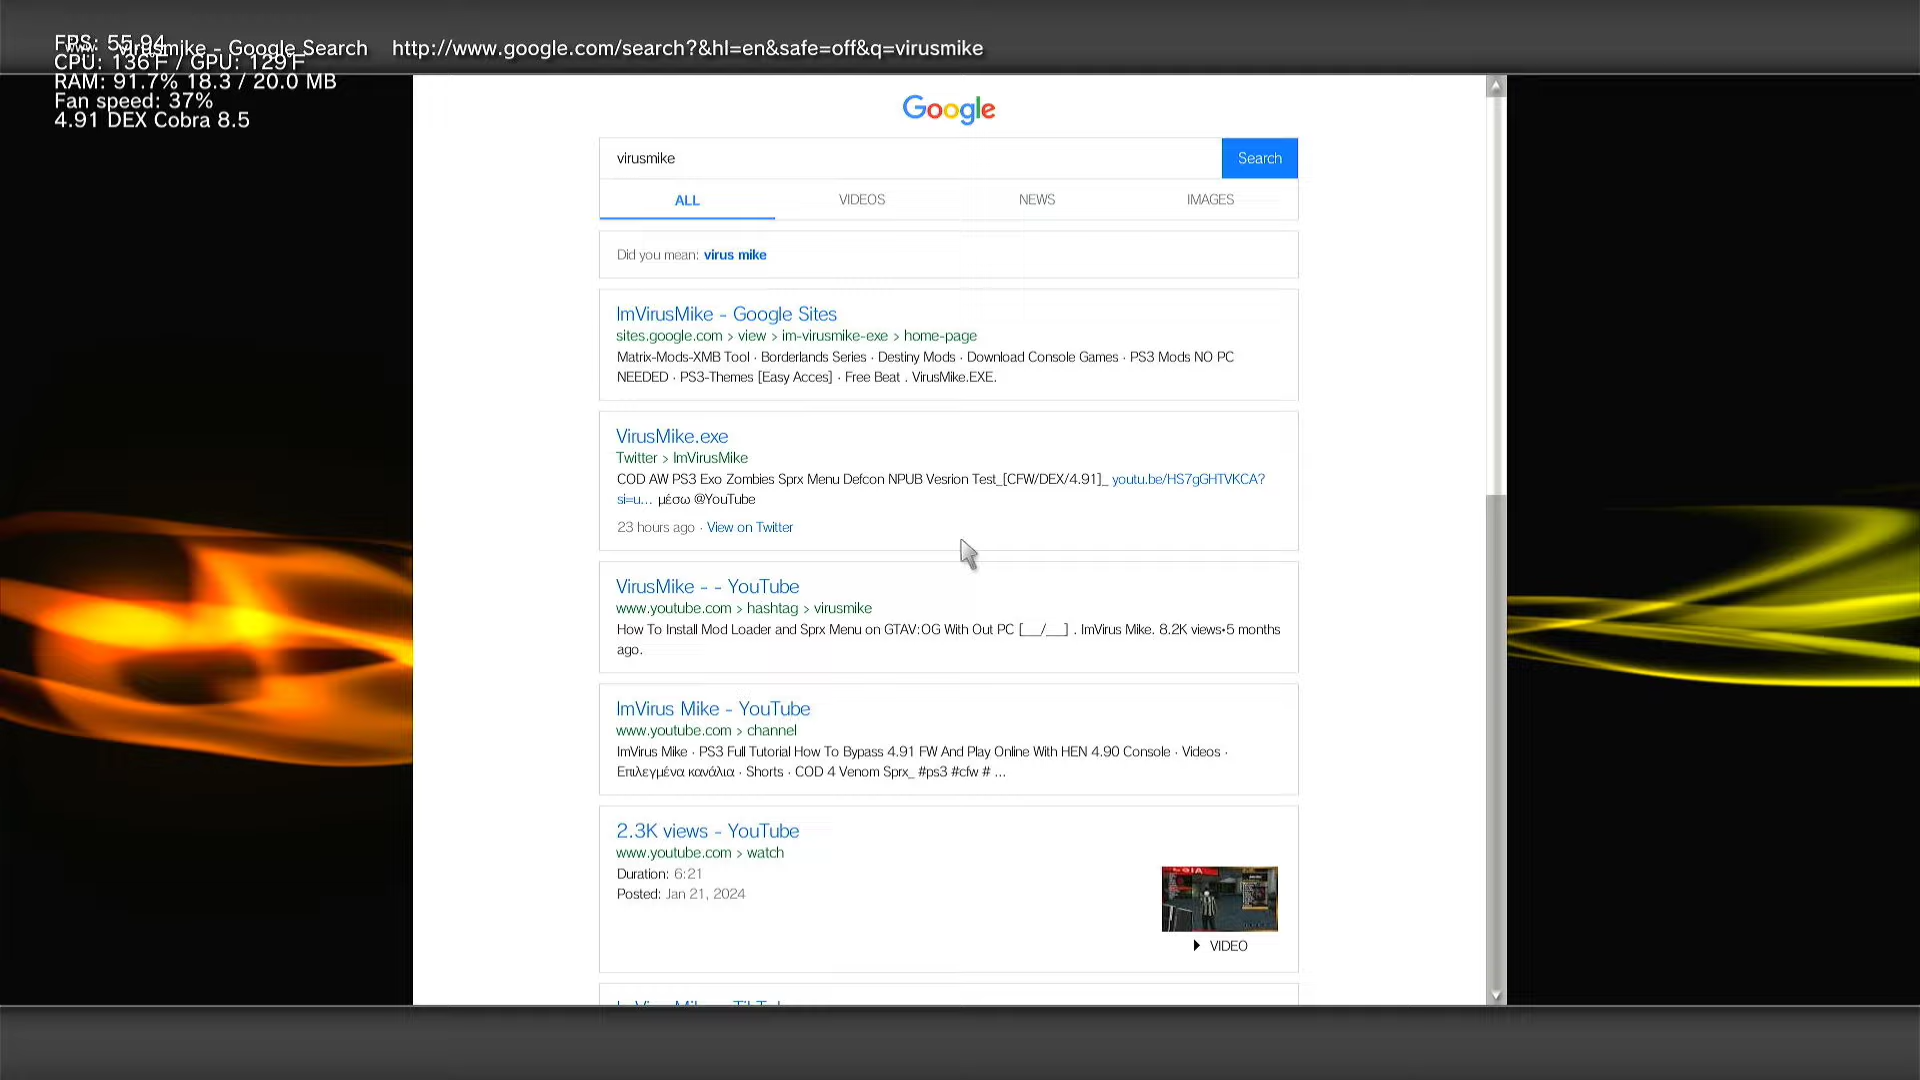 FPS: 55.94
www. virusmike - Google Search http://www.google.com/search?&hl=en&safe=off&q=virusmike
CPU: 136°F / GPU: 129°F
RAM: 91.7% 18.3 / 20.0 MB
Fan speed: 37%
4.91 DEX Cobra 8.5
Google
virusmike
Search
ALL VIDEOS NEWS IMAGES
Did you mean: virus mike
ImVirusMike - Google Sites
sites.google.com › view › im-virusmike-exe › home-page
Matrix-Mods-XMB Tool · Borderlands Series · Destiny Mods · Download Console Games · PS3 Mods NO PC
NEEDED · PS3-Themes [Easy Acces] · Free Beat . VirusMike.EXE.
VirusMike.exe
Twitter › ImVirusMike
COD AW PS3 Exo Zombies Sprx Menu Defcon NPUB Vesrion Test_[CFW/DEX/4.91]_ youtu.be/HS7gGHTVKCA?
si=u... μέσω @YouTube
23 hours ago · View on Twitter
VirusMike - - YouTube
www.youtube.com › hashtag › virusmike
How To Install Mod Loader and Sprx Menu on GTAV:OG With Out PC [__/__] . ImVirus Mike. 8.2K views•5 months
ago.
ImVirus Mike - YouTube
www.youtube.com › channel
ImVirus Mike · PS3 Full Tutorial How To Bypass 4.91 FW And Play Online With HEN 4.90 Console · Videos ·
Επιλεγμένα κανάλια · Shorts · COD 4 Venom Sprx_ #ps3 #cfw # ...
2.3K views - YouTube
www.youtube.com › watch
Duration: 6:21
Posted: Jan 21, 2024
VIDEO